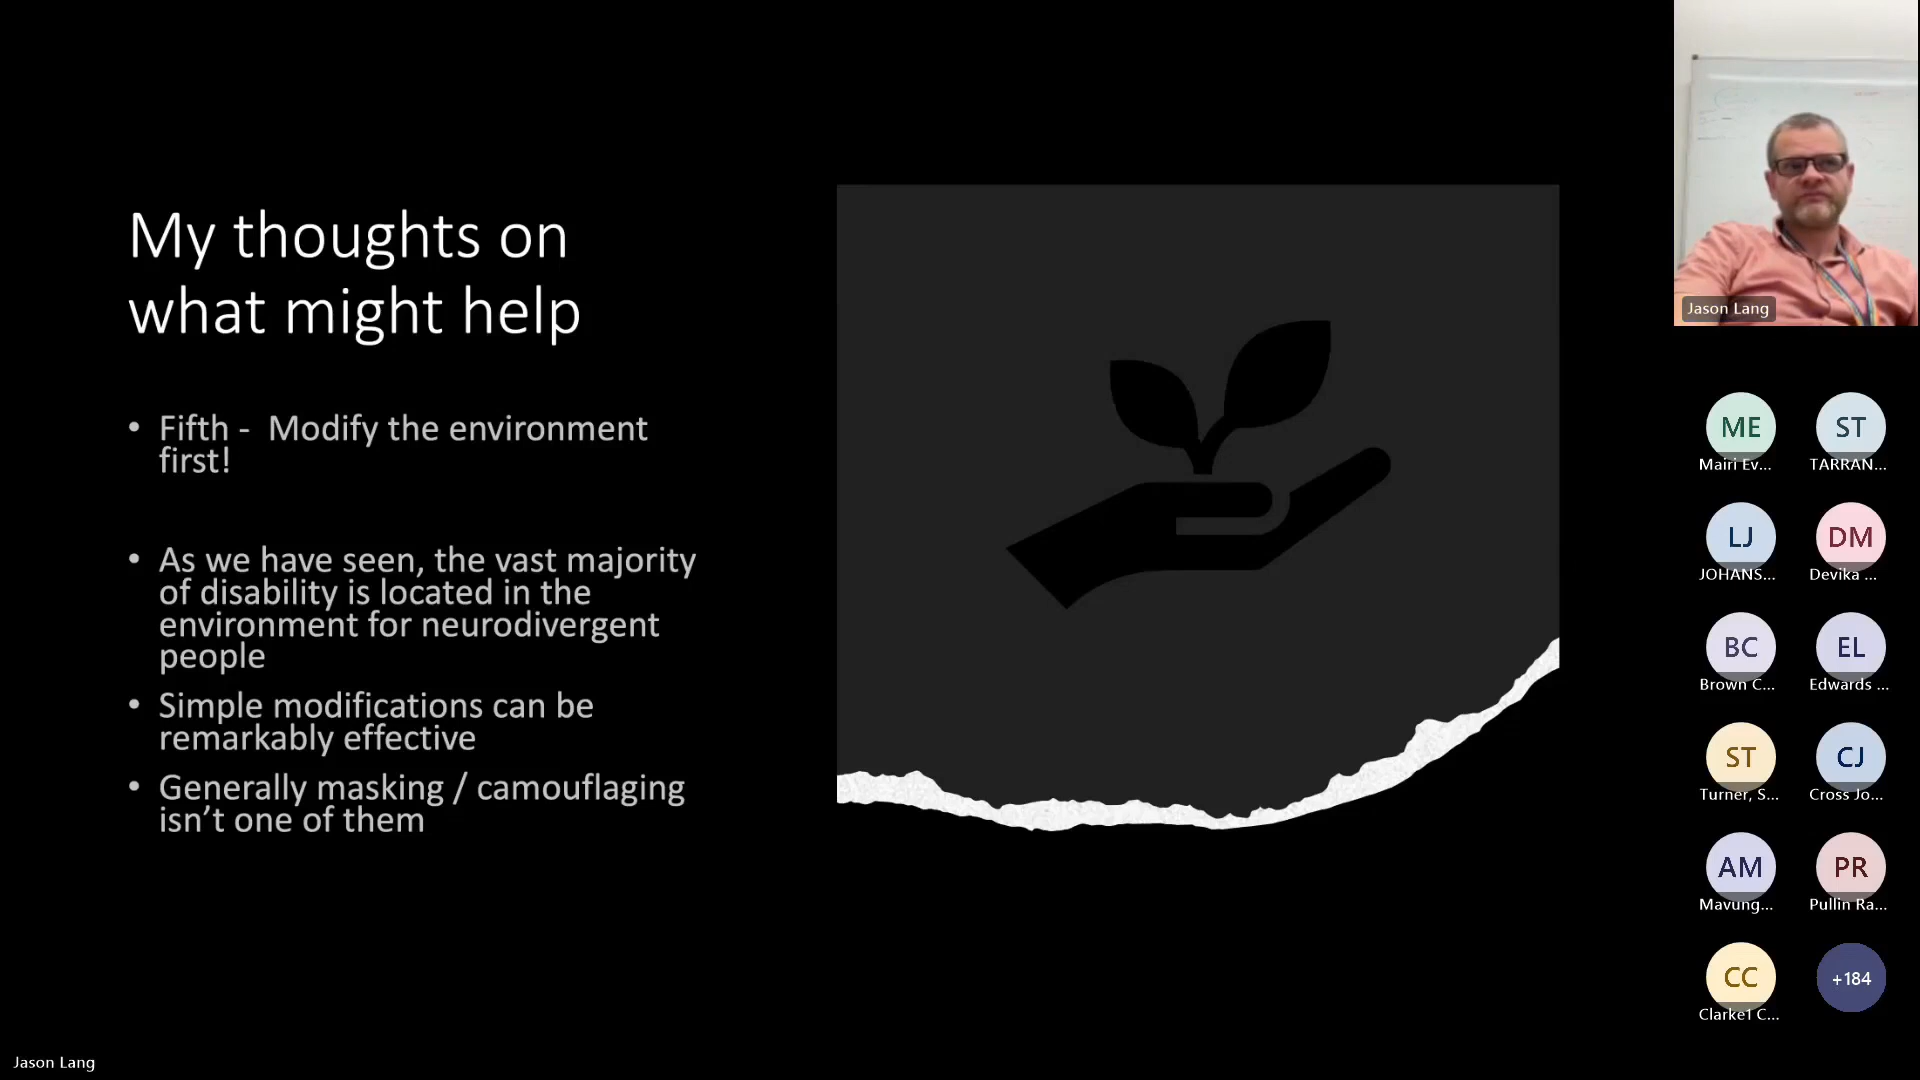 My thoughts on
what might help
• Fifth -  Modify the environment
first!
• As we have seen, the vast majority
of disability is located in the
environment for neurodivergent
people
• Simple modifications can be
remarkably effective
• Generally masking / camouflaging
isn’t one of them
Jason Lang
ME
Mairi Ev...
ST
TARRAN...
LJ
JOHANS...
DM
Devika ...
BC
Brown C...
EL
Edwards ...
ST
Turner, S...
CJ
Cross Jo...
AM
Mavung...
PR
Pullin Ra...
CC
Clarke1 C...
+184
Jason Lang